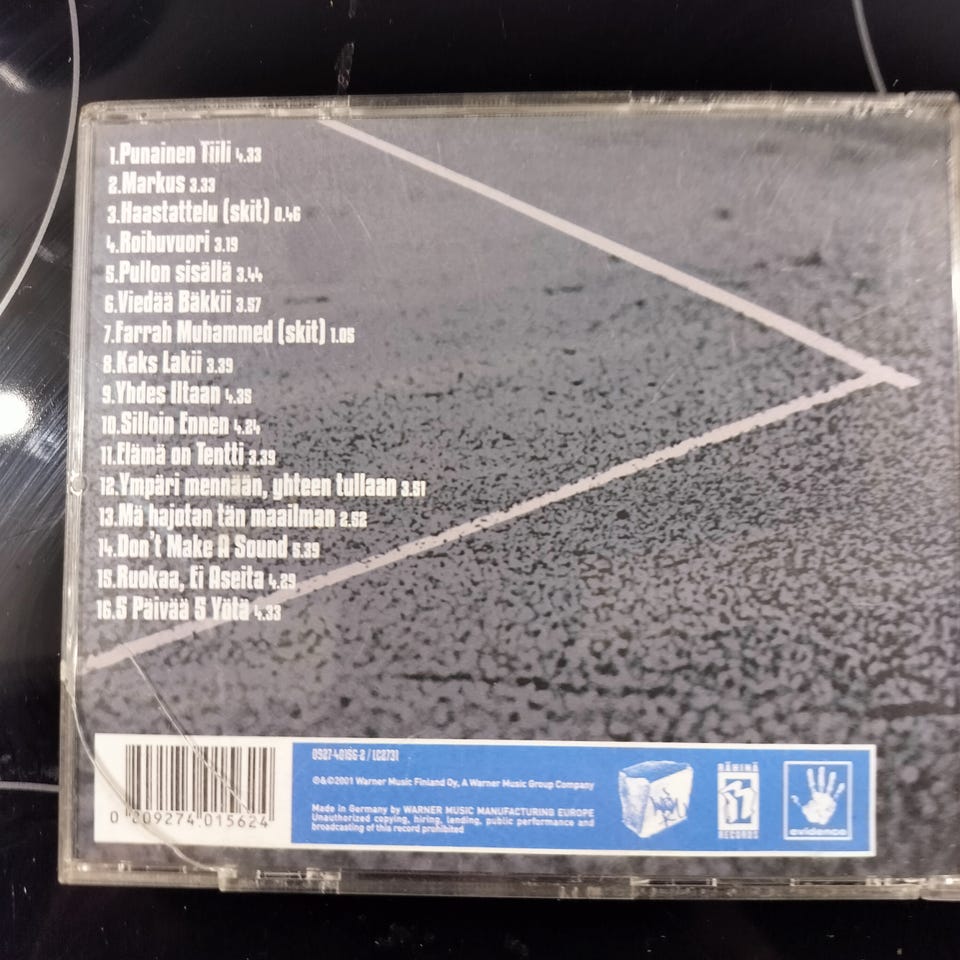 1.Punainen Tiili 4.33
2.Markus 3.33
3.Haastattelu (skit) 0.46
4.Roihuvuori 3.19
5.Pullon sisällä 3.44
6.Viedää Bäkkii 3.57
7.Farrah Muhammed (skit) 1.05
8.Kaks Lakii 3.39
9.Yhdes Iltaan 4.35
10.Silloin Ennen 4.24
11.Elämä on Tentti 3.39
12.Ympäri mennään, yhteen tullaan 3.51
13.Mä hajotan tän maailman 2.52
14.Don't Make A Sound 5.39
15.Ruokaa, Ei Aseita 4.29
16.5 Päivää 5 Yötä 4.33
0 809274 015624
0927-40156-2 / LC2731
℗&©2001 Warner Music Finland Oy, A Warner Music Group Company
Made in Germany by WARNER MUSIC MANUFACTURING EUROPE
Unauthorized copying, hiring, lending, public performance and
broadcasting of this record prohibited
RÄHINÄ
RECORDS
evidence